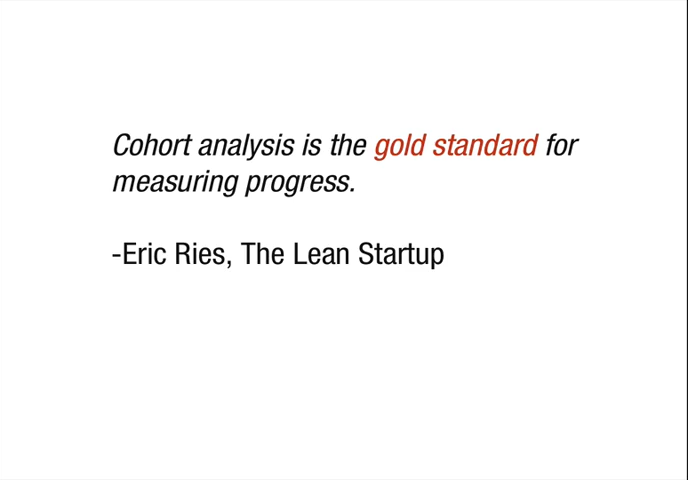 Cohort analysis is the gold standard for
measuring progress.
-Eric Ries, The Lean Startup